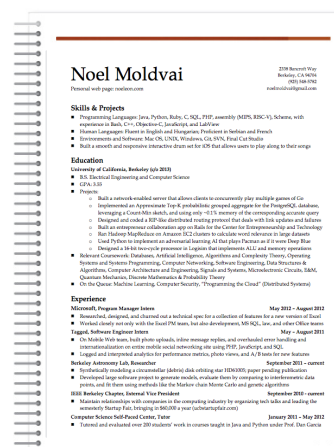 Noel Moldvai
2539 Bancroft Way
Berkeley, CA 94704
Personal web page: noelmm.com
noelmoldvai@gmail.com
Skills & Projects
Programming Languages: Java, Python, Ruby, C, SQL, PHP, assembly (MIPS, RISC-V), Scheme, with
experience in Bash, C++, Objective-C, JavaScript, and LabView
Human Languages: Fluent in English and Hungarian, Proficient in Serbian and French
Environments and Software: Mac OS, UNIX, Windows, Git, SVN, Final Cut Studio
Built a smooth and responsive interactive drum set for iOS that allows users to play along to their songs
Education
University of California, Berkeley (c/o 2013)
B.S. Electrical Engineering and Computer Science
GPA: 3.55
Projects:
Built a network-enabled server that allows clients to concurrently play multiple games of Go
Implemented an Approximate Top-K probabilistic grouped aggregate for the PostgreSQL database,
leveraging a Count-Min sketch, and using only ~0.1% memory of the corresponding accurate query
Designed and coded a RIP-like distributed routing protocol that deals with link updates and failures
Built an entrepreneur collaboration app on Rails for the Center for Entrepreneurship and Technology
Ran Hadoop MapReduce on Amazon EC2 clusters to calculate word relevance in large datasets
Used Python to implement an adversarial learning AI that plays Pacman as if it were Deep Blue
Designed a 16-bit two-cycle processor in Logisim that implements ALU and memory operations
Relevant Coursework: Databases, Artificial Intelligence, Algorithms and Complexity Theory, Operating
Systems and Systems Programming, Computer Networking, Software Engineering, Data Structures &
Algorithms, Computer Architecture and Engineering, Signals and Systems, Microelectronic Circuits, E&M,
Quantum Mechanics, Discrete Mathematics & Probability Theory
On the Queue: Machine Learning, Computer Security, "Programming the Cloud" (Distributed Systems)
Experience
Microsoft, Program Manager Intern May 2012 – August 2012
Researched, designed, and churned out a technical spec for a collection of features for a new version of Excel
Worked closely not only with the Excel PM team, but also development, MS SQL, law, and other Office teams
Tagged, Software Engineer Intern May – August 2011
On Mobile Web team, built photo uploads, inline message replies, and overhauled error handling and
internationalization on entire mobile social networking site using PHP, JavaScript, and SQL
Logged and interpreted analytics for performance metrics, photo views, and A/B tests for new features
Berkeley Astronomy Lab, Researcher September 2011 – current
Synthetically modeling a circumstellar (debris) disk orbiting star HD61005; paper pending publication
Developed large software project to generate models, evaluate them by comparing to interferometric data
points, and fit them using methods like the Markov chain Monte Carlo and genetic algorithms
IEEE Berkeley Chapter, External Vice President September 2010 – current
Maintain relationships with companies in the computing industry by organizing tech talks and leading the
semesterly Startup Fair, bringing in $60,000 a year (ucbstartupfair.com)
Computer Science Self-Paced Center, Tutor January 2011 – May 2012
Tutored and evaluated over 200 students' work in courses taught in Java and Python under Prof. Dan Garcia